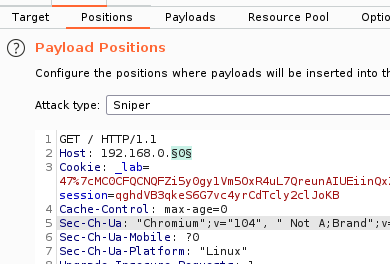 Target Positions Payloads Resource Pool Optio
? Payload Positions
Configure the positions where payloads will be inserted into th
Attack type: Sniper
1 GET / HTTP/1.1
2 Host: 192.168.0.§0§
3 Cookie: _lab=
47%7cMC0CFQCNQFZi5y0gy1Vm5OxR4uL7QreunAIUEiinQx
session=qghdVB3qkeS6G7vc4yrCdTcly2clJoKB
4 Cache-Control: max-age=0
5 Sec-Ch-Ua: "Chromium";v="104", " Not A;Brand";v=
6 Sec-Ch-Ua-Mobile: ?0
7 Sec-Ch-Ua-Platform: "Linux"